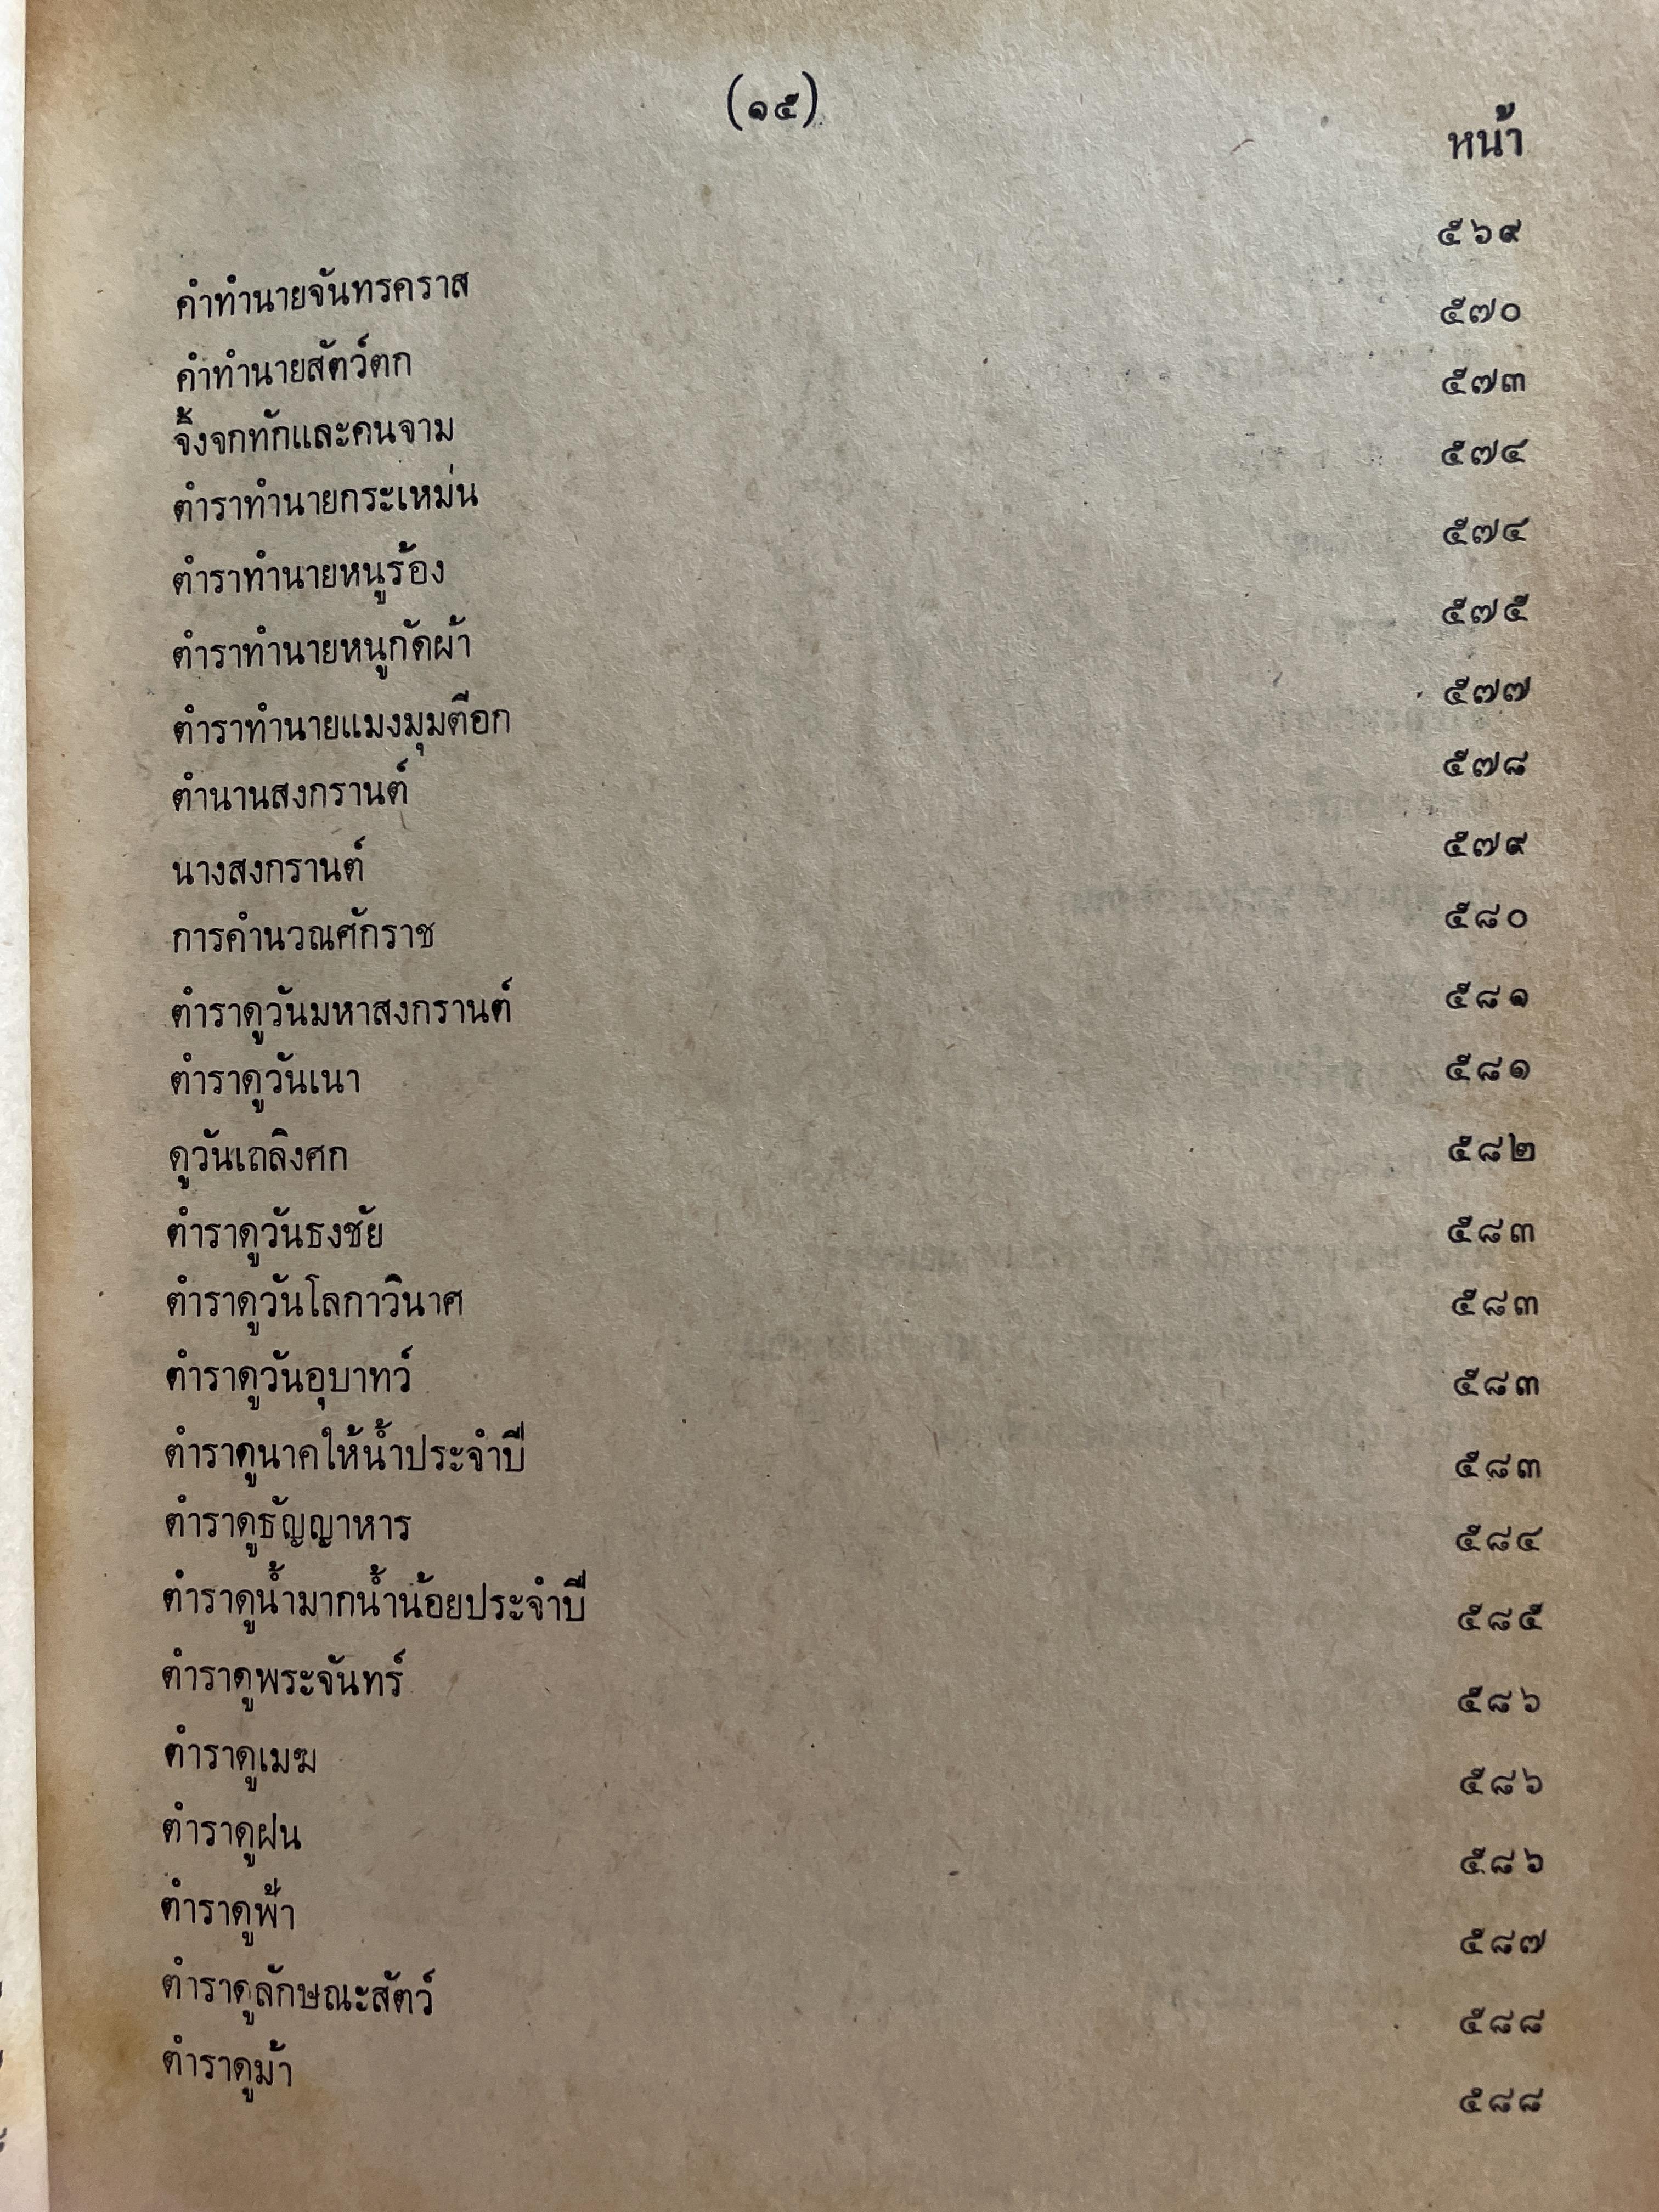 (๑๕)
หน้า
คำทำนายจันทรคราส ๕๖๙
คำทำนายสัตว์ตก ๕๗๐
จิ้งจกทักและคนจาม ๕๗๓
ตำราทำนายกระเหม่น ๕๗๔
ตำราทำนายหนูร้อง ๕๗๔
ตำราทำนายหนูกัดผ้า ๕๗๕
ตำราทำนายแมงมุมตีอก ๕๗๗
ตำนานสงกรานต์ ๕๗๘
นางสงกรานต์ ๕๗๙
การคำนวณศักราช ๕๘๐
ตำราดูวันมหาสงกรานต์ ๕๘๑
ตำราดูวันเนา ๕๘๑
ดูวันเถลิงศก ๕๘๒
ตำราดูวันธงชัย ๕๘๓
ตำราดูวันโลกาวินาศ ๕๘๓
ตำราดูวันอุบาทว์ ๕๘๓
ตำราดูนาคให้น้ำประจำปี ๕๘๓
ตำราดูธัญญาหาร ๕๘๔
ตำราดูน้ำมากน้ำน้อยประจำปี ๕๘๕
ตำราดูพระจันทร์ ๕๘๖
ตำราดูเมฆ ๕๘๖
ตำราดูฝน ๕๘๖
ตำราดูฟ้า ๕๘๗
ตำราดูลักษณะสัตว์ ๕๘๘
ตำราดูม้า ๕๘๘